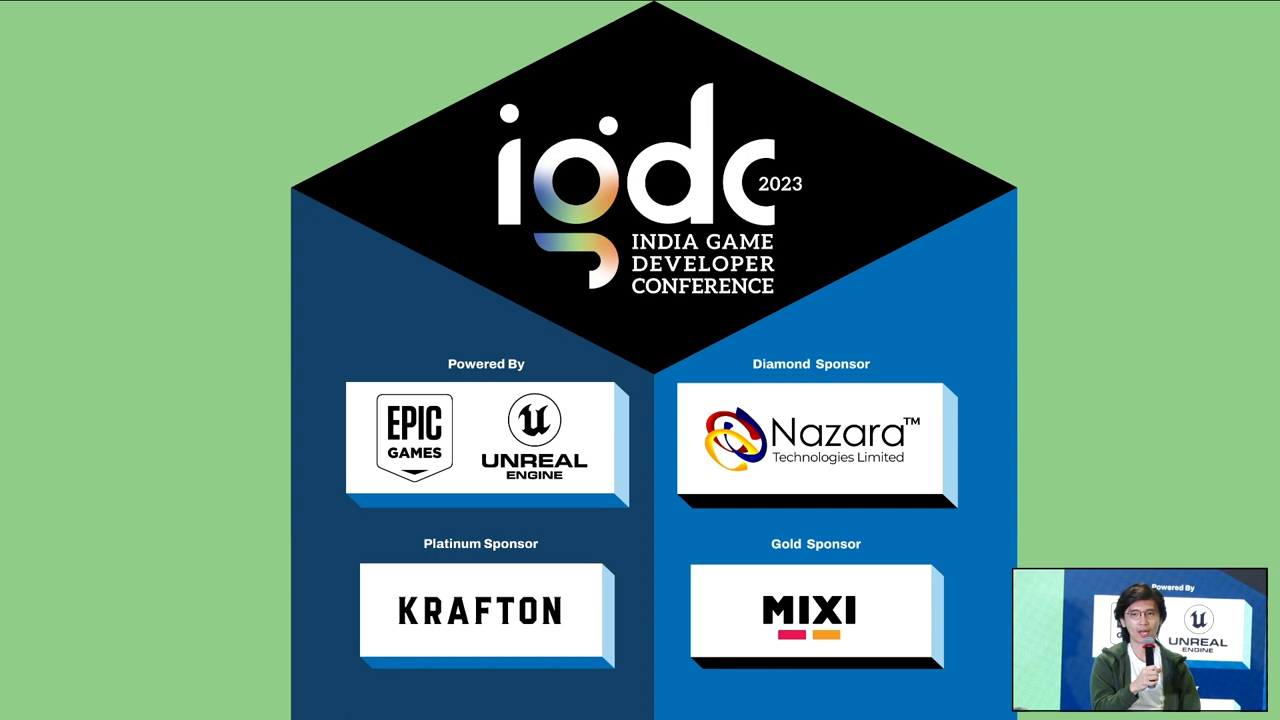 igdc
2023
INDIA GAME
DEVELOPER
CONFERENCE
Powered By
EPIC
GAMES
UNREAL
ENGINE
Diamond Sponsor
Nazara™
Technologies Limited
Platinum Sponsor
KRAFTON
Gold Sponsor
MIXI
Powered By
UNREAL
ENGINE